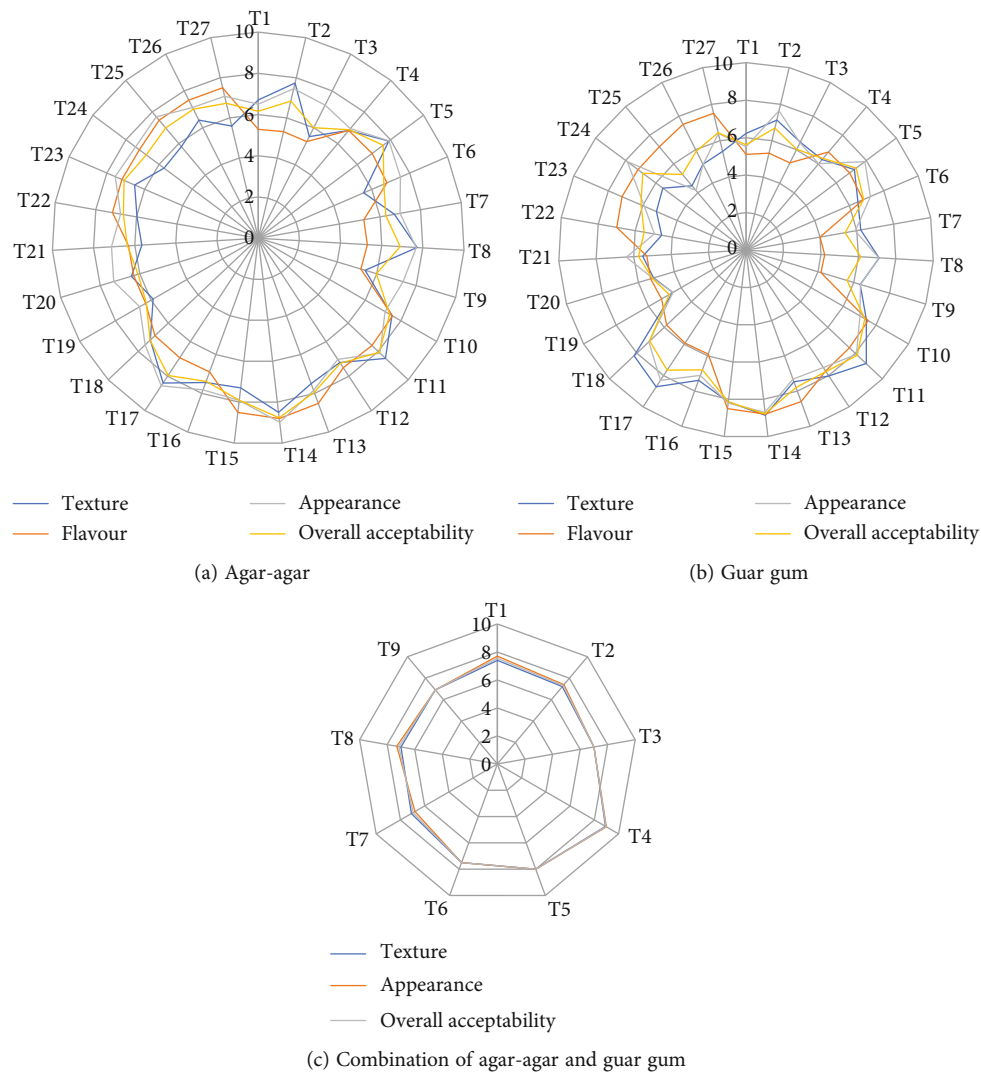 T1
T2
T3
T4
T5
T6
T7
T8
T9
T10
T11
T12
T13
T14
T15
T16
T17
T18
T19
T20
T21
T22
T23
T24
T25
T26
T27
10
8
6
4
2
0
Texture
Appearance
Flavour
Overall acceptability
(a) Agar-agar
T1
T2
T3
T4
T5
T6
T7
T8
T9
T10
T11
T12
T13
T14
T15
T16
T17
T18
T19
T20
T21
T22
T23
T24
T25
T26
T27
10
8
6
4
2
0
Texture
Appearance
Flavour
Overall acceptability
(b) Guar gum
T1
T2
T3
T4
T5
T6
T7
T8
T9
10
8
6
4
2
0
Texture
Appearance
Overall acceptability
(c) Combination of agar-agar and guar gum